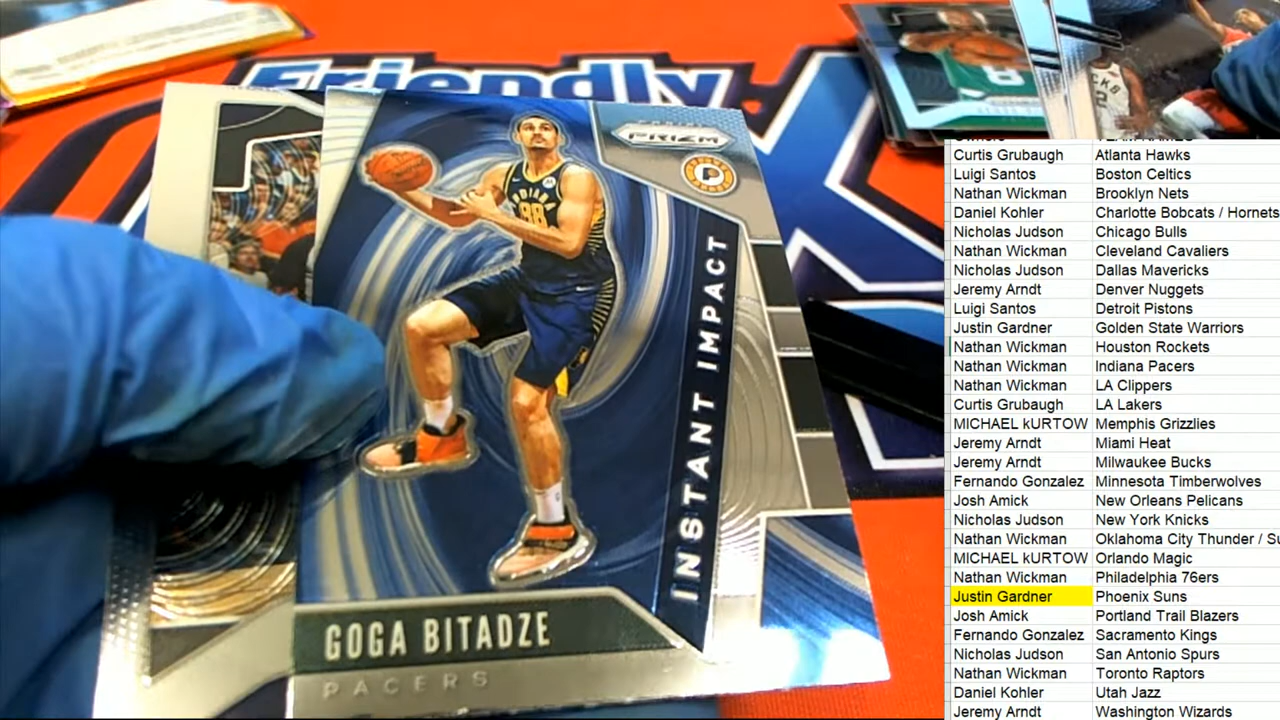 Friendly
PANINI
PRIZM
P
INDIANA
88
INSTANT IMPACT
GOGA BITADZE
PACERS
8
Curtis Grubaugh Atlanta Hawks
Luigi Santos Boston Celtics
Nathan Wickman Brooklyn Nets
Daniel Kohler Charlotte Bobcats / Hornets
Nicholas Judson Chicago Bulls
Nathan Wickman Cleveland Cavaliers
Nicholas Judson Dallas Mavericks
Jeremy Arndt Denver Nuggets
Luigi Santos Detroit Pistons
Justin Gardner Golden State Warriors
Nathan Wickman Houston Rockets
Nathan Wickman Indiana Pacers
Nathan Wickman LA Clippers
Curtis Grubaugh LA Lakers
MICHAEL kURTOW Memphis Grizzlies
Jeremy Arndt Miami Heat
Jeremy Arndt Milwaukee Bucks
Fernando Gonzalez Minnesota Timberwolves
Josh Amick New Orleans Pelicans
Nicholas Judson New York Knicks
Nathan Wickman Oklahoma City Thunder / Su
MICHAEL kURTOW Orlando Magic
Nathan Wickman Philadelphia 76ers
Justin Gardner Phoenix Suns
Josh Amick Portland Trail Blazers
Fernando Gonzalez Sacramento Kings
Nicholas Judson San Antonio Spurs
Nathan Wickman Toronto Raptors
Daniel Kohler Utah Jazz
Jeremy Arndt Washington Wizards